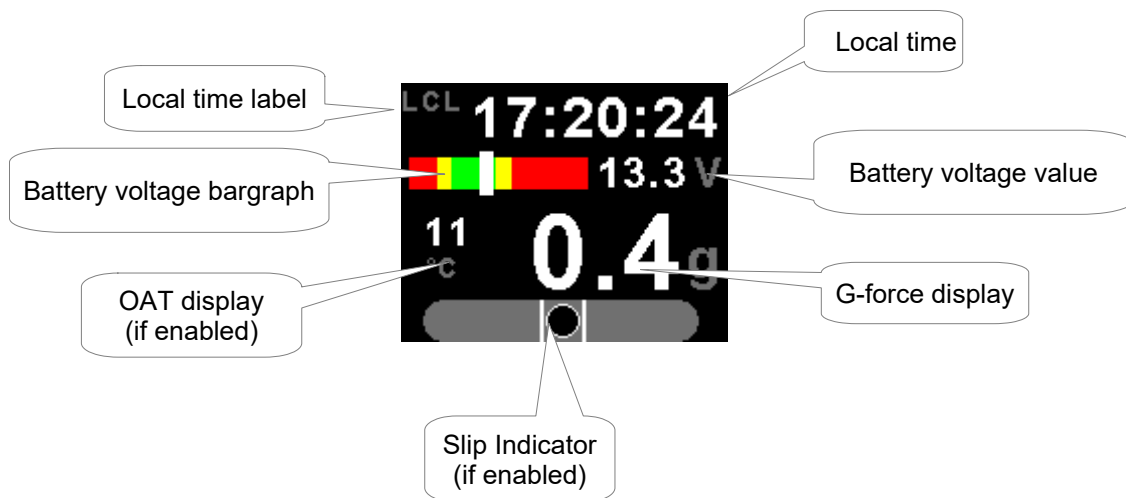 Local time
Local time label
LCL 17:20:24
Battery voltage bargraph
13.3 V
Battery voltage value
11
°C
0.4 g
OAT display
(if enabled)
G-force display
Slip Indicator
(if enabled)